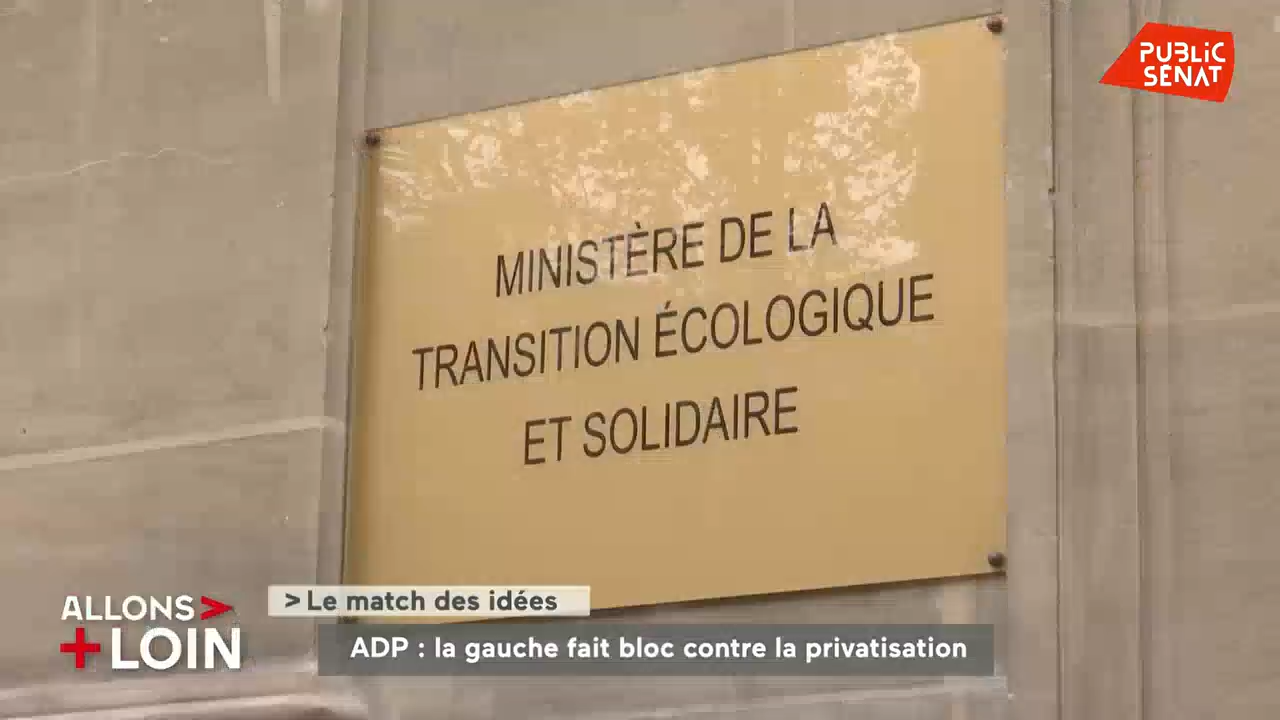 PUBLIC
SÉNAT
MINISTÈRE DE LA
TRANSITION ÉCOLOGIQUE
ET SOLIDAIRE
ALLONS>
+LOIN
>Le match des idées
ADP : la gauche fait bloc contre la privatisation